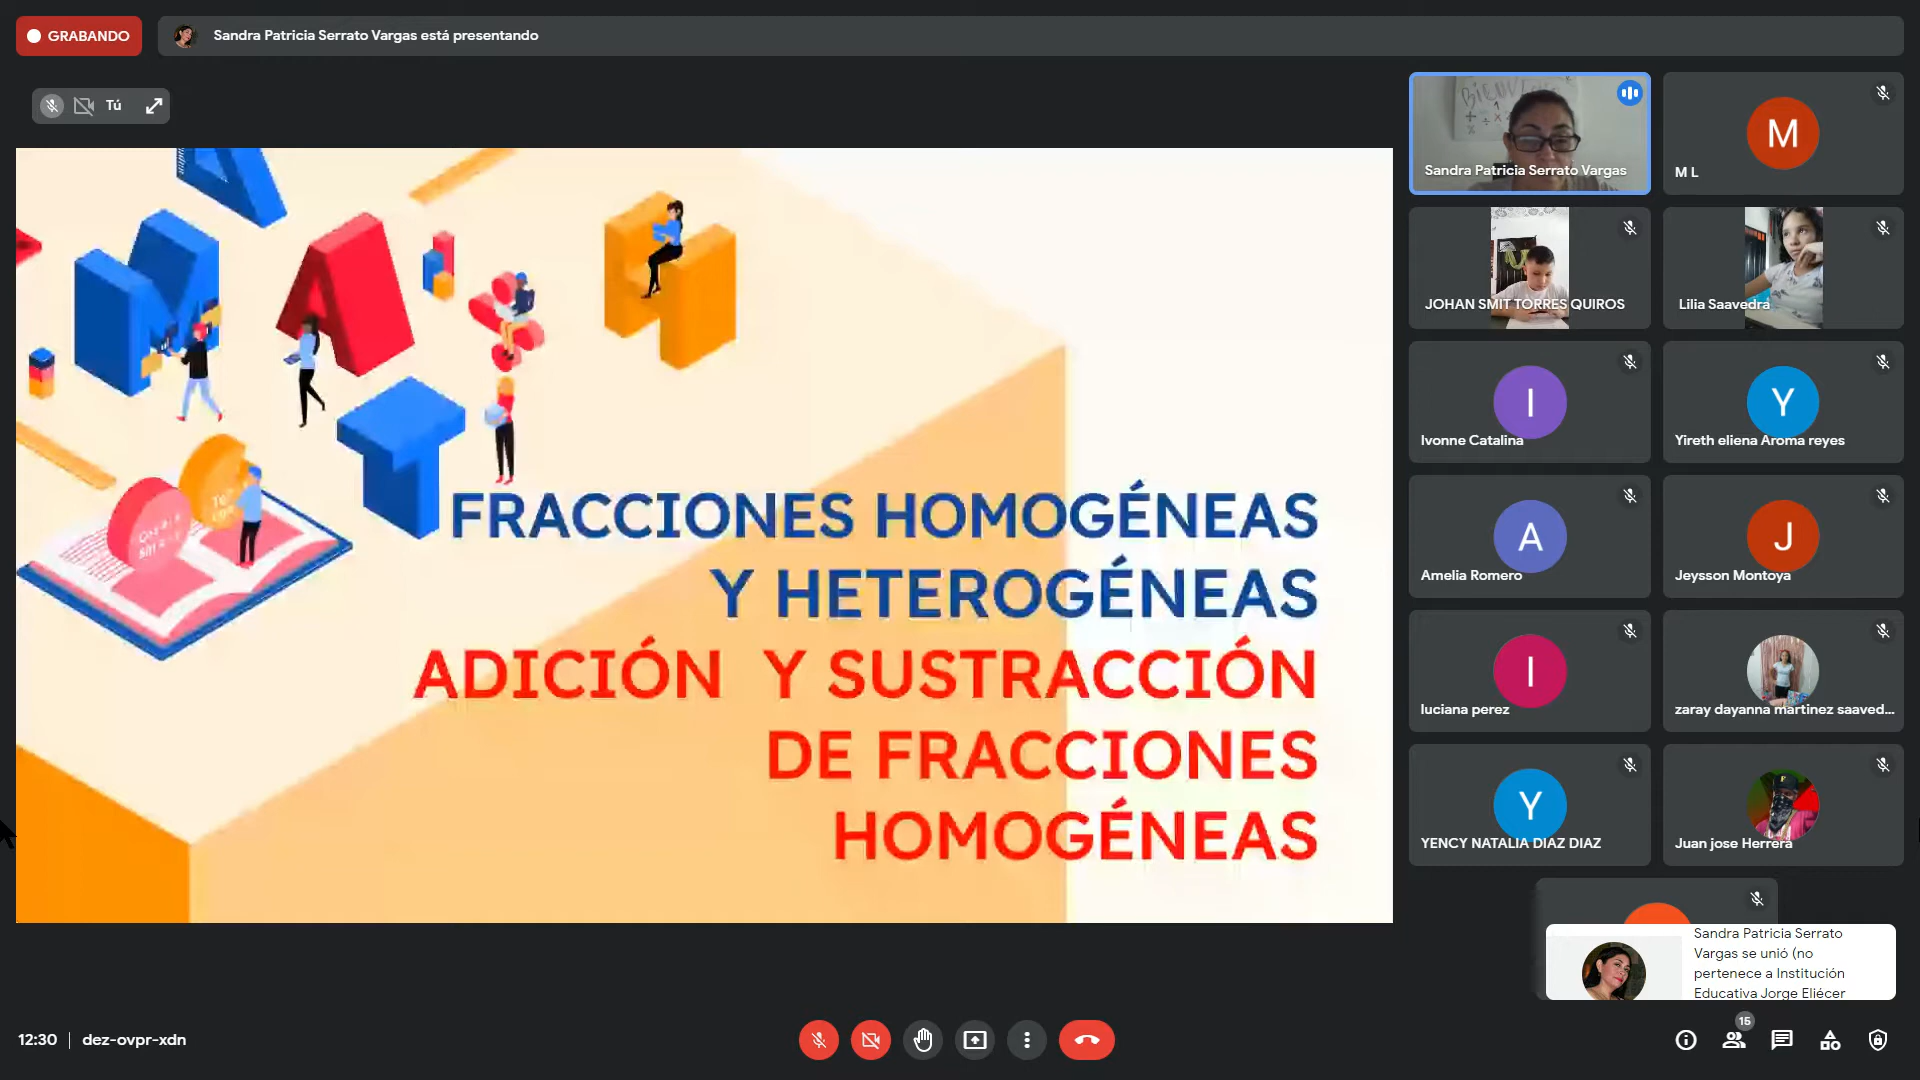 GRABANDO
Sandra Patricia Serrato Vargas está presentando
Tú
MATH
FRACCIONES HOMOGÉNEAS
Y HETEROGÉNEAS
ADICIÓN Y SUSTRACCIÓN
DE FRACCIONES
HOMOGÉNEAS
Sandra Patricia Serrato Vargas
M
M L
JOHAN SMIT TORRES QUIROS
Lilia Saavedra
I
Ivonne Catalina
Y
Yireth eliena Aroma reyes
A
Amelia Romero
J
Jeysson Montoya
l
luciana perez
zaray dayanna martinez saaved...
Y
YENCY NATALIA DIAZ DIAZ
Juan jose Herrera
Sandra Patricia Serrato
Vargas se unió (no
pertenece a Institución
Educativa Jorge Eliécer
12:30 | dez-ovpr-xdn
15